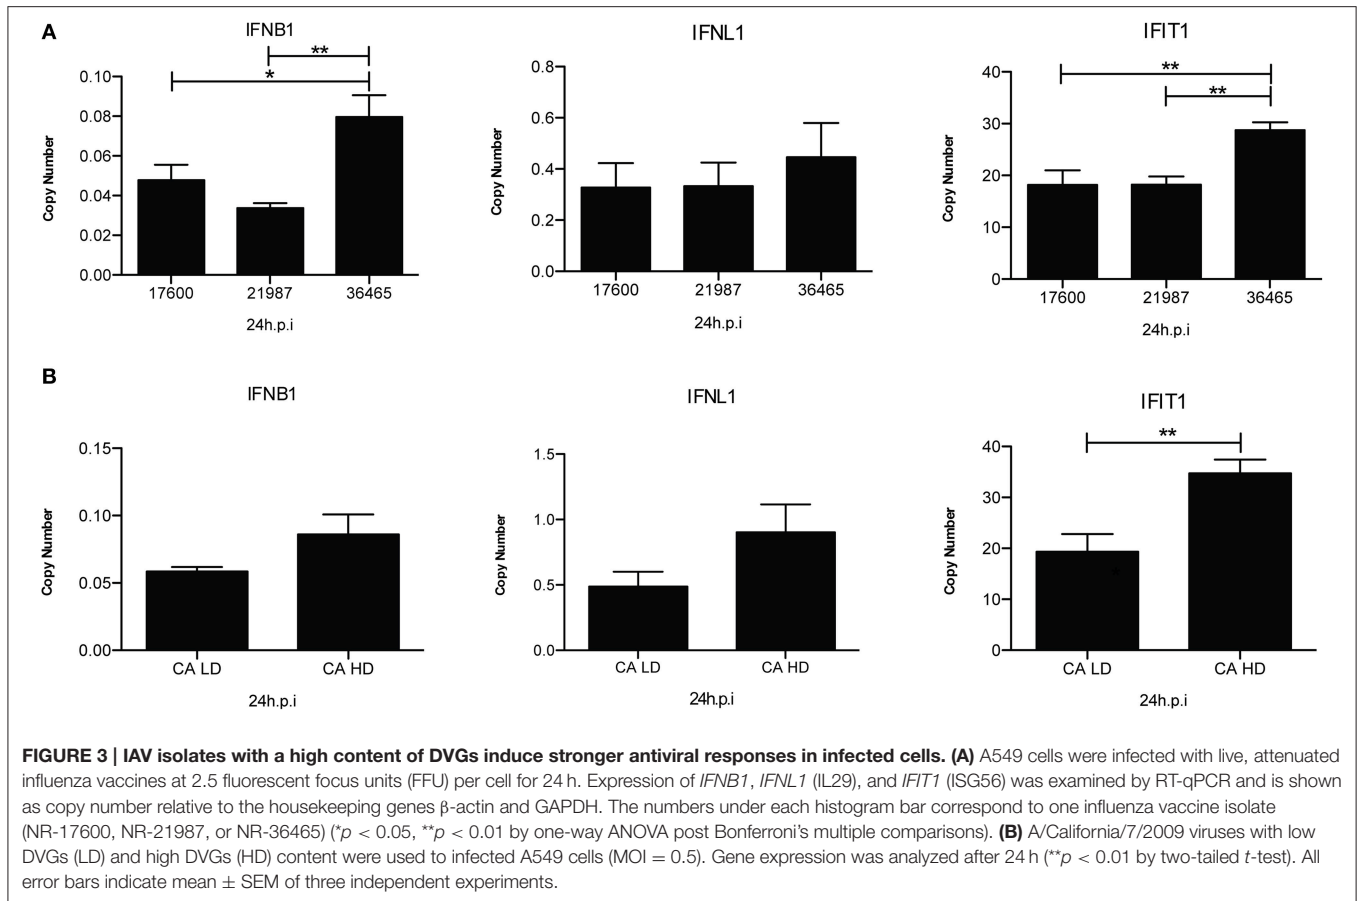 A
IFNB1
**
*
Copy Number
0.10
0.08
0.06
0.04
0.02
0.00
17600 21987 36465
24h.p.i
IFNL1
Copy Number
0.8
0.6
0.4
0.2
0.0
17600 21987 36465
24h.p.i
IFIT1
**
**
Copy Number
40
30
20
10
0
17600 21987 36465
24h.p.i
B
IFNB1
Copy Number
0.15
0.10
0.05
0.00
CA LD CA HD
24h.p.i
IFNL1
Copy Number
1.5
1.0
0.5
0.0
CA LD CA HD
24h.p.i
IFIT1
**
Copy Number
40
30
20
10
0
CA LD CA HD
24h.p.i
FIGURE 3 | IAV isolates with a high content of DVGs induce stronger antiviral responses in infected cells. (A) A549 cells were infected with live, attenuated
influenza vaccines at 2.5 fluorescent focus units (FFU) per cell for 24 h. Expression of IFNB1, IFNL1 (IL29), and IFIT1 (ISG56) was examined by RT-qPCR and is shown
as copy number relative to the housekeeping genes β-actin and GAPDH. The numbers under each histogram bar correspond to one influenza vaccine isolate
(NR-17600, NR-21987, or NR-36465) (*p < 0.05, **p < 0.01 by one-way ANOVA post Bonferroni's multiple comparisons). (B) A/California/7/2009 viruses with low
DVGs (LD) and high DVGs (HD) content were used to infected A549 cells (MOI = 0.5). Gene expression was analyzed after 24 h (**p < 0.01 by two-tailed t-test). All
error bars indicate mean ± SEM of three independent experiments.